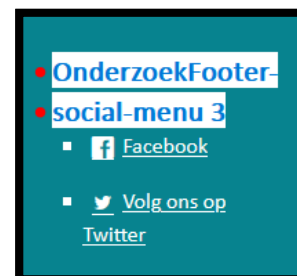 OnderzoekFooter-
social-menu 3
Facebook
Volg ons op
Twitter